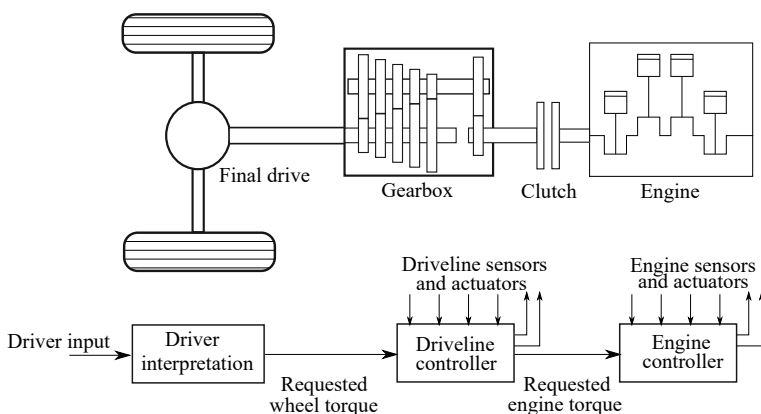 Final drive
Gearbox
Clutch
Engine
Driveline sensors
and actuators
Engine sensors
and actuators
Driver input
Driver
interpretation
Requested
wheel torque
Driveline
controller
Requested
engine torque
Engine
controller